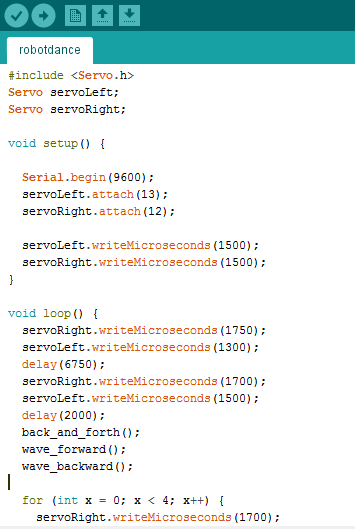 robotdance
#include <Servo.h>
Servo servoLeft;
Servo servoRight;
void setup() {
Serial.begin(9600);
servoLeft.attach(13);
servoRight.attach(12);
servoLeft.writeMicroseconds(1500);
servoRight.writeMicroseconds(1500);
}
void loop() {
servoRight.writeMicroseconds(1750);
servoLeft.writeMicroseconds(1300);
delay(6750);
servoRight.writeMicroseconds(1700);
servoLeft.writeMicroseconds(1500);
delay(2000);
back_and_forth();
wave_forward();
wave_backward();
for (int x = 0; x < 4; x++) {
servoRight.writeMicroseconds(1700);